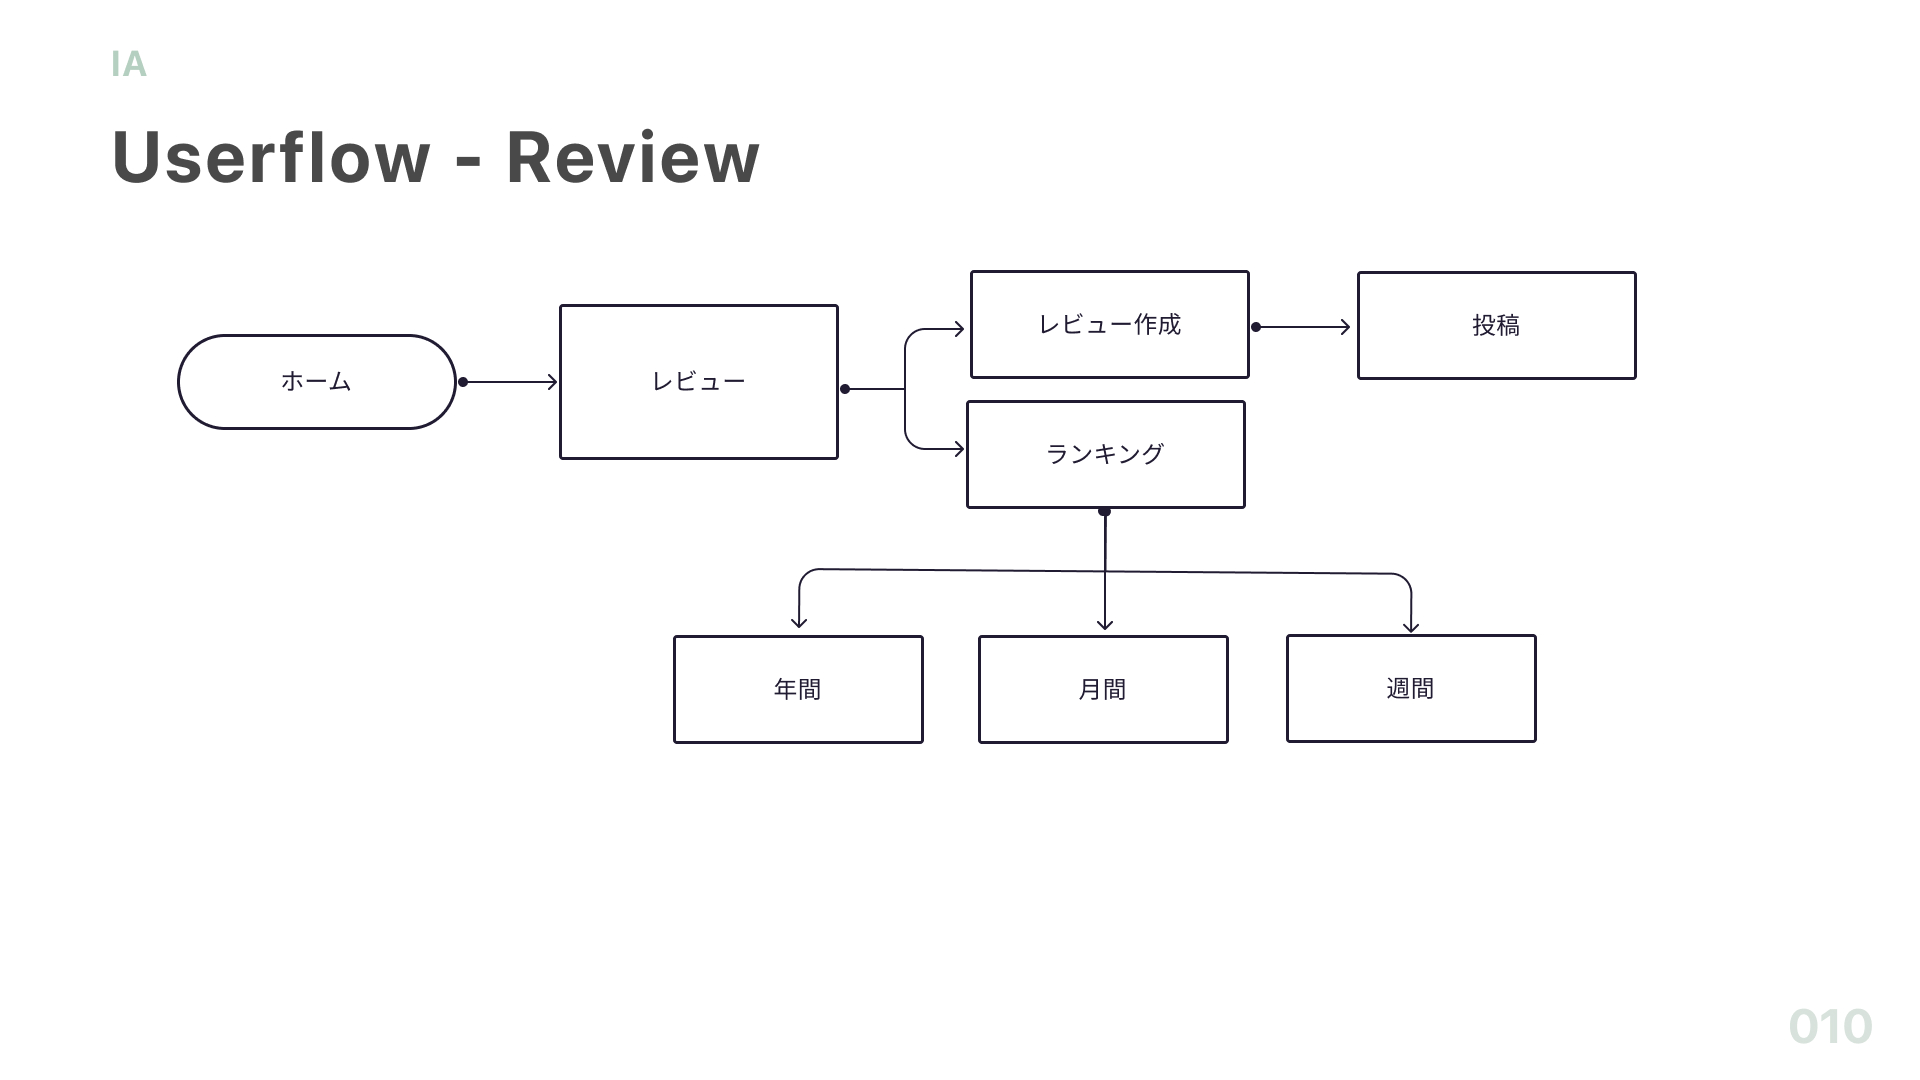 IA
Userflow - Review
ホーム
レビュー
レビュー作成
投稿
ランキング
年間
月間
週間
010